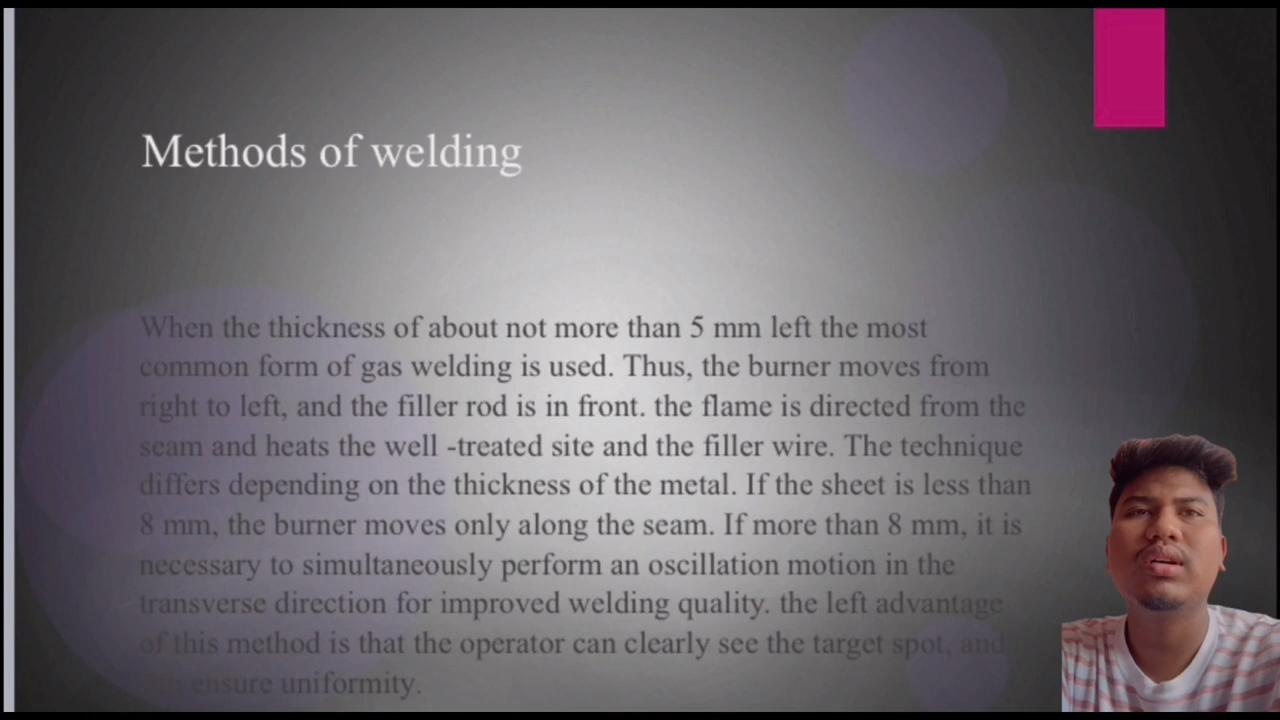 Methods of welding
When the thickness of about not more than 5 mm left the most
common form of gas welding is used. Thus, the burner moves from
right to left, and the filler rod is in front. the flame is directed from the
seam and heats the well -treated site and the filler wire. The technique
differs depending on the thickness of the metal. If the sheet is less than
8 mm, the burner moves only along the seam. If more than 8 mm, it is
necessary to simultaneously perform an oscillation motion in the
transverse direction for improved welding quality. the left advantage
of this method is that the operator can clearly see the target spot, and
ensure uniformity.